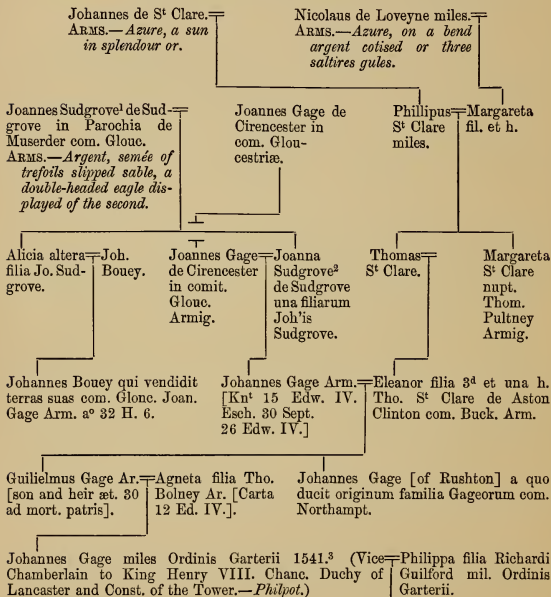 Johannes de Sᵗ Clare.
ARMS.—Azure, a sun
in splendour or.
Nicolaus de Loveyne miles.
ARMS.—Azure, on a bend
argent cotised or three
saltires gules.
Joannes Sudgrove¹ de Sud-
grove in Parochia de
Muserder com. Glouc.
ARMS.—Argent, semée of
trefoils slipped sable, a
double-headed eagle dis-
played of the second.
Joannes Gage de
Cirencester in
com. Glou-
cestriæ.
Phillipus
Sᵗ Clare
miles.
Margareta
fil. et h.
Alicia altera
filia Jo. Sud-
grove.
Joh.
Bouey.
Joannes Gage
de Cirencester
in comit.
Glouc.
Armig.
Joanna
Sudgrove²
de Sudgrove
una filiarum
Joh'is
Sudgrove.
Thomas
Sᵗ Clare.
Margareta
Sᵗ Clare
nupt.
Thom.
Pultney
Armig.
Johannes Bouey qui vendidit
terras suas com. Glonc. Joan.
Gage Arm. aᵒ 32 H. 6.
Johannes Gage Arm.
[Knᵗ 15 Edw. IV.
Esch. 30 Sept.
26 Edw. IV.]
Eleanor filia 3ᵈ et una h.
Tho. Sᵗ Clare de Aston
Clinton com. Buck. Arm.
Guilielmus Gage Ar.
[son and heir æt. 30
ad mort. patris].
Agneta filia Tho.
Bolney Ar. [Carta
12 Ed. IV.].
Johannes Gage [of Rushton] a quo
ducit originum familia Gageorum com.
Northampt.
Johannes Gage miles Ordinis Garterii 1541.³ (Vice
Chamberlain to King Henry VIII. Chanc. Duchy of
Lancaster and Const. of the Tower.—Philpot.)
Philippa filia Richardi
Guilford mil. Ordinis
Garterii.